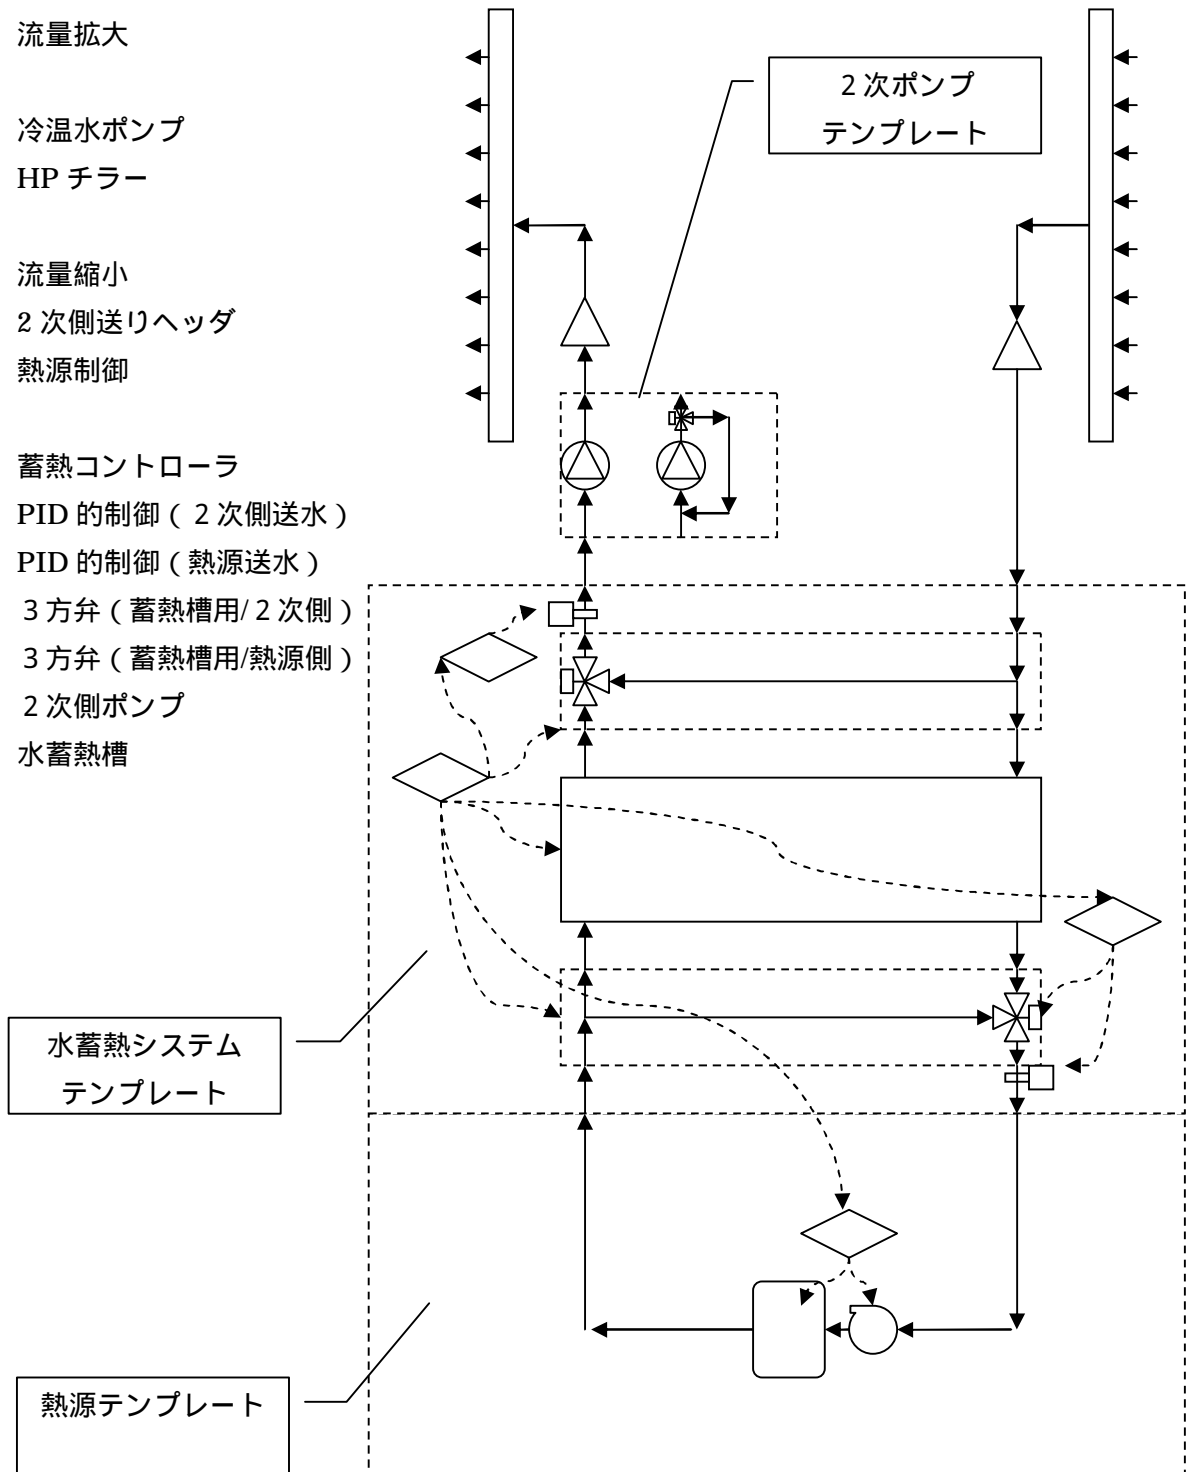 流量拡大
冷温水ポンプ
HP チラー
流量縮小
2 次側送りヘッダ
熱源制御
蓄熱コントローラ
PID 的制御（2次側送水）
PID 的制御（熱源送水）
3方弁（蓄熱槽用/2次側）
3方弁（蓄熱槽用/熱源側）
2次側ポンプ
水蓄熱槽
2次ポンプ
テンプレート
水蓄熱システム
テンプレート
熱源テンプレート